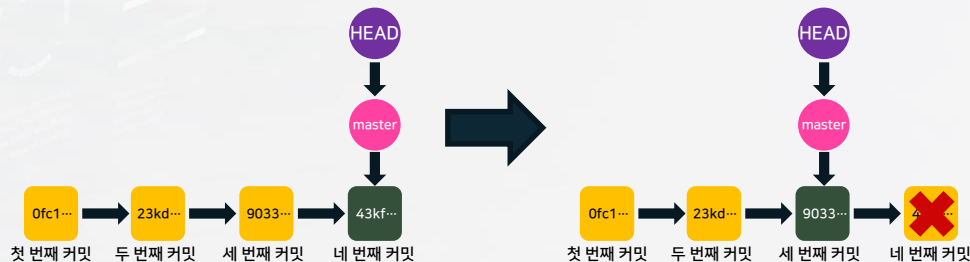 HEAD
HEAD
master
master
0fc1… 23kd… 9033… 43kf…
첫 번째 커밋 두 번째 커밋 세 번째 커밋 네 번째 커밋
0fc1… 23kd… 9033…
첫 번째 커밋 두 번째 커밋 세 번째 커밋 네 번째 커밋